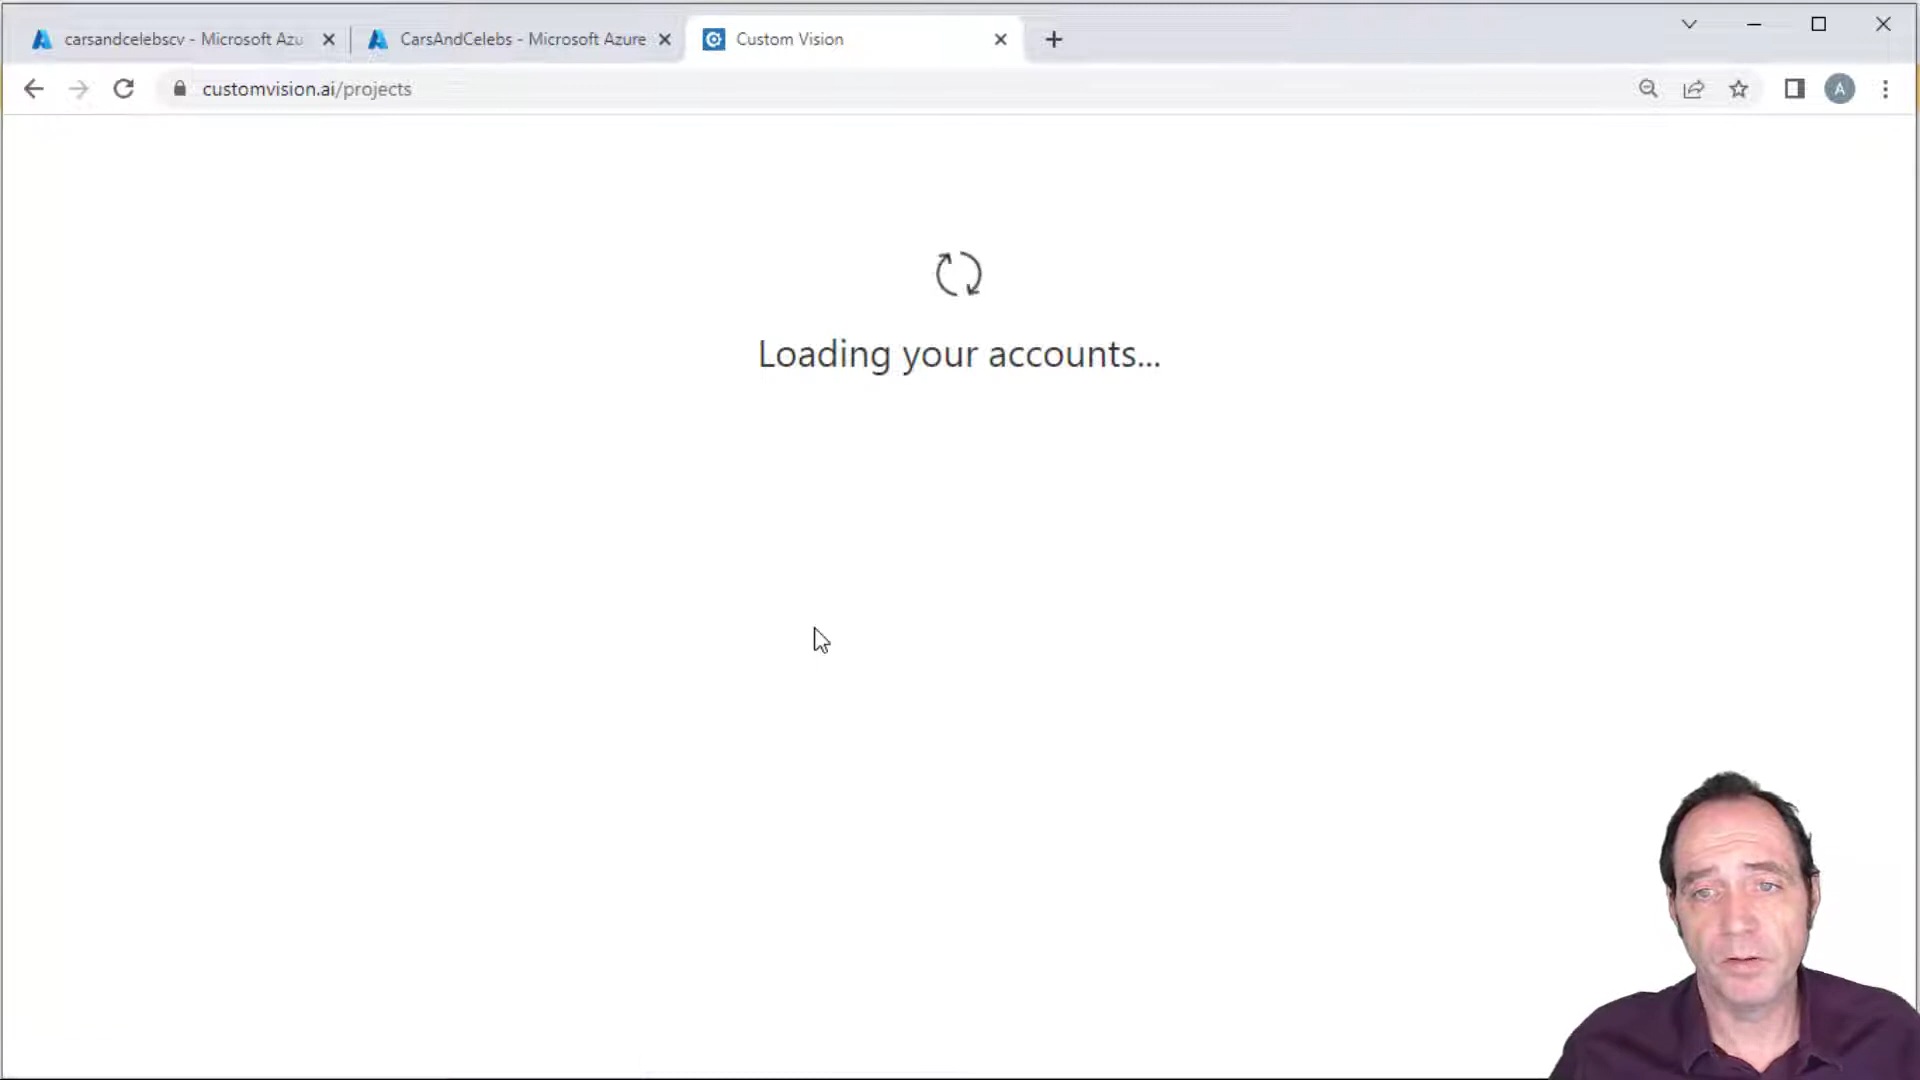 carsandcelebscv - Microsoft Azu
CarsAndCelebs - Microsoft Azure
Custom Vision
customvision.ai/projects
A
Loading your accounts...